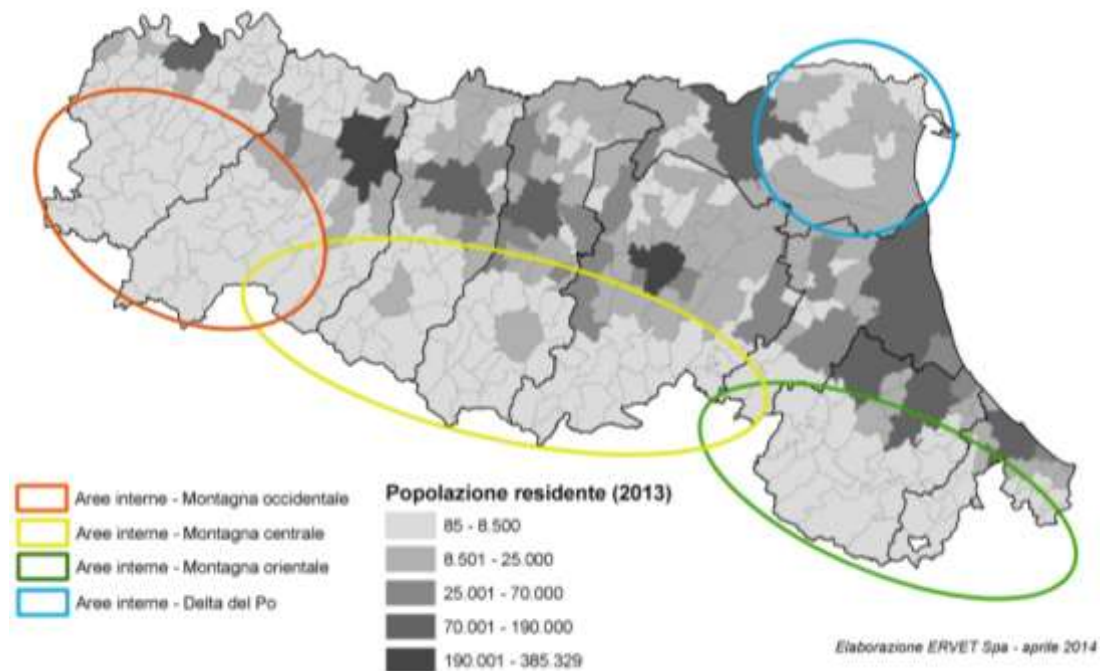 Aree interne - Montagna occidentale
Aree interne - Montagna centrale
Aree interne - Montagna orientale
Aree interne - Delta del Po
Popolazione residente (2013)
85 - 8.500
8.501 - 25.000
25.001 - 70.000
70.001 - 190.000
190.001 - 385.329
Elaborazione ERVET Spa - aprile 2014